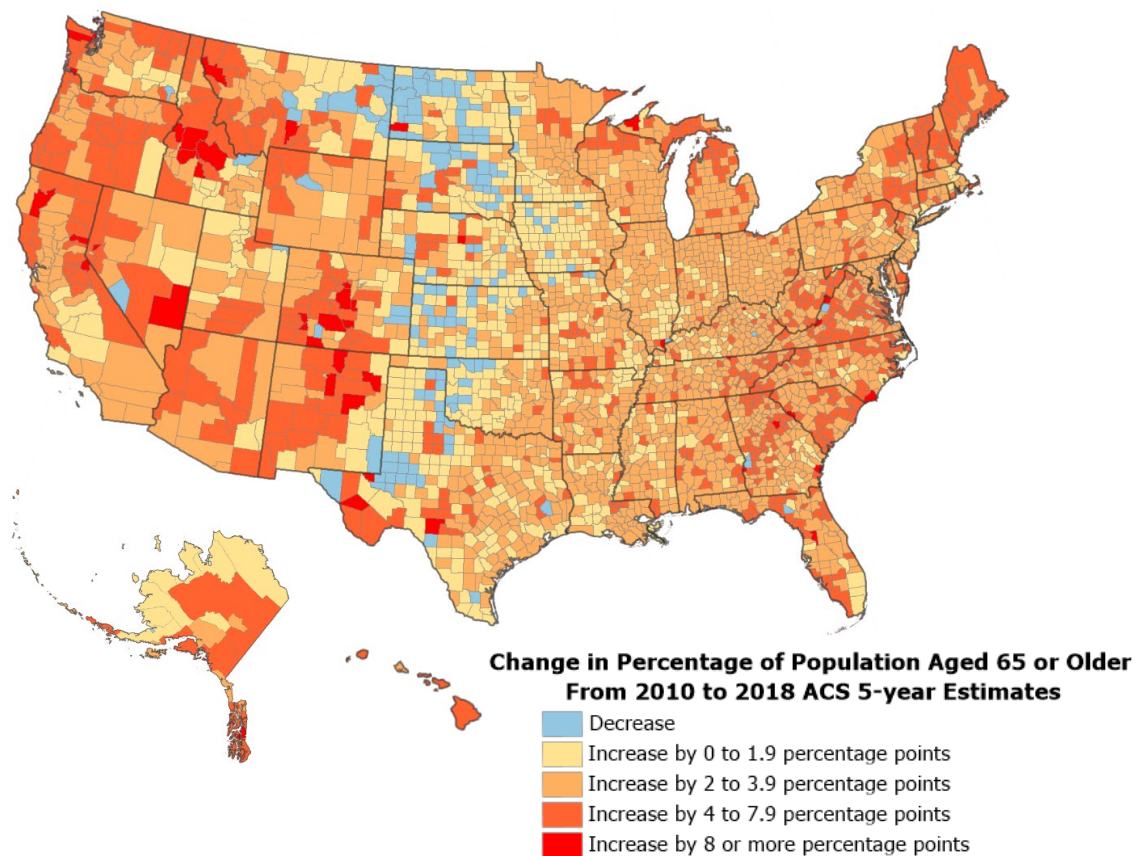 Change in Percentage of Population Aged 65 or Older
From 2010 to 2018 ACS 5-year Estimates
Decrease
Increase by 0 to 1.9 percentage points
Increase by 2 to 3.9 percentage points
Increase by 4 to 7.9 percentage points
Increase by 8 or more percentage points